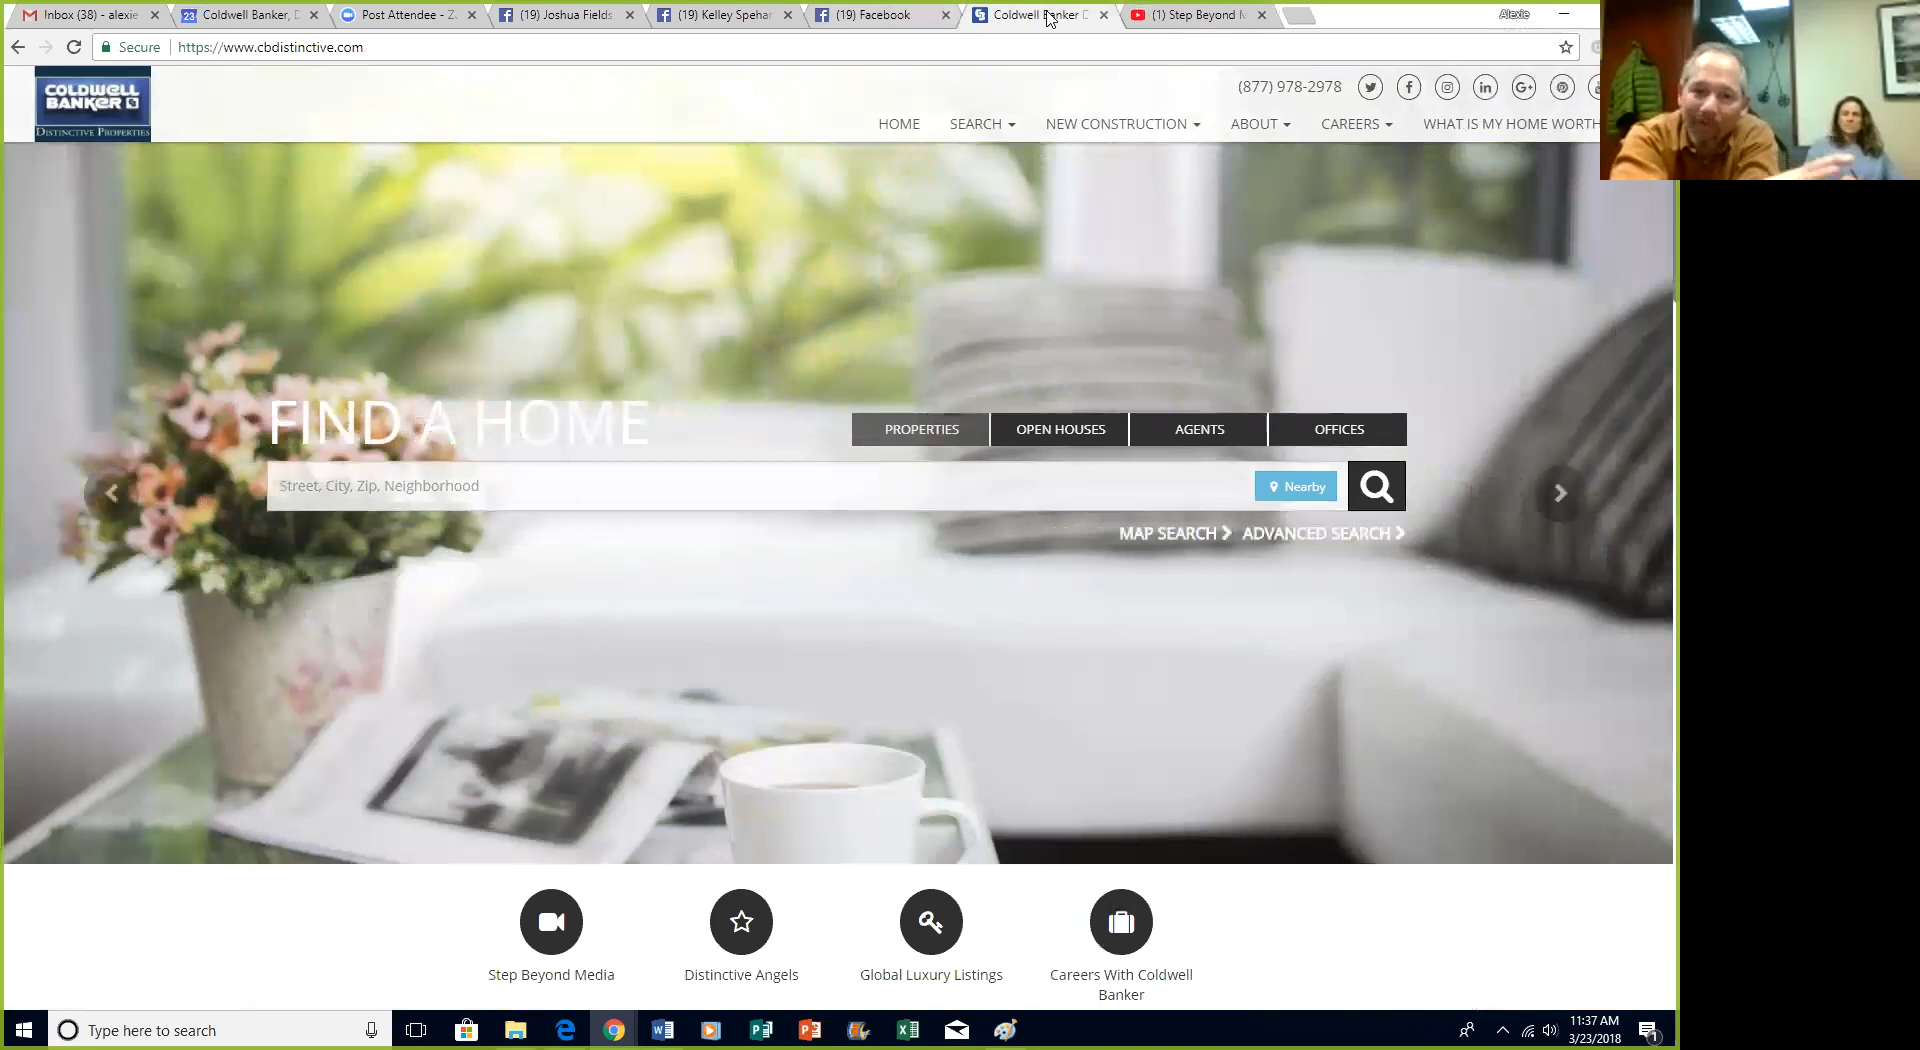 Inbox (38) - alexie
23 Coldwell Banker, D
Post Attendee - Z
(19) Joshua Fields
(19) Kelley Spehar
(19) Facebook
Coldwell Banker D
(1) Step Beyond M
Alexie
Secure
https://www.cbdistinctive.com
COLDWELL
BANKER
DISTINCTIVE PROPERTIES
(877) 978-2978
HOME
SEARCH
NEW CONSTRUCTION
ABOUT
CAREERS
WHAT IS MY HOME WORTH
FIND A HOME
PROPERTIES
OPEN HOUSES
AGENTS
OFFICES
Street, City, Zip, Neighborhood
Nearby
MAP SEARCH
ADVANCED SEARCH
Step Beyond Media
Distinctive Angels
Global Luxury Listings
Careers With Coldwell
Banker
Type here to search
11:37 AM
3/23/2018
1